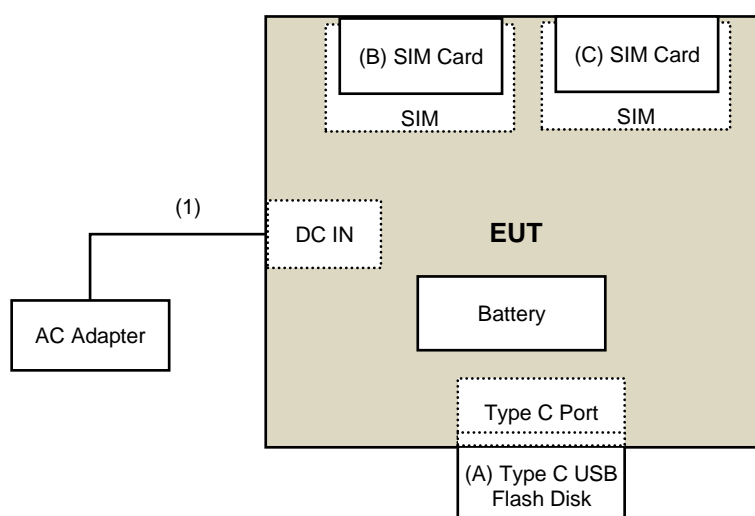 (B) SIM Card
(C) SIM Card
SIM
SIM
(1)
DC IN
EUT
AC Adapter
Battery
Type C Port
(A) Type C USB
Flash Disk